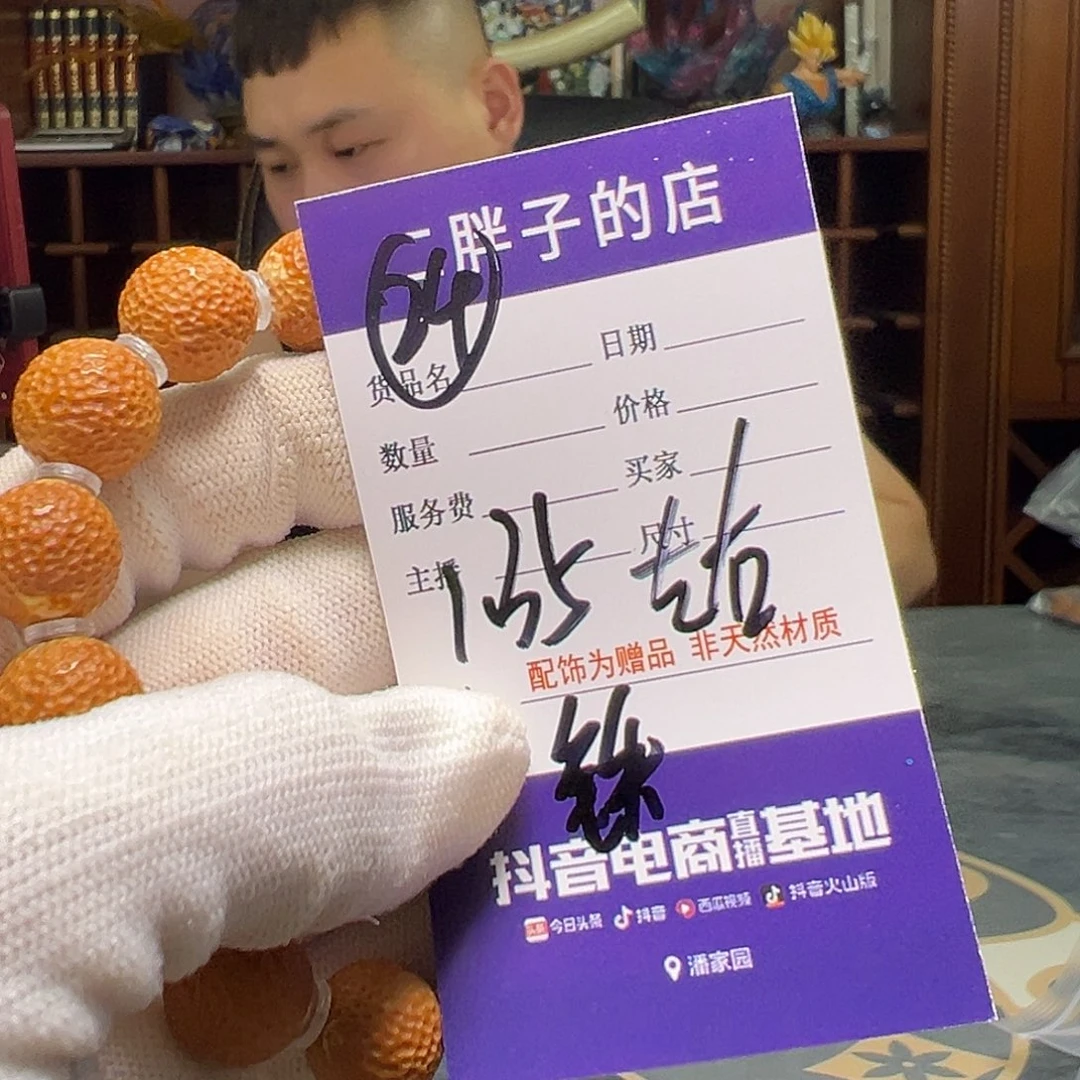 三胖子的店
54
货品名 日期
数量 价格
服务费 买家
主播 尺寸
配饰为赠品 非天然材质
抖音电商直播基地
今日头条 抖音 西瓜视频 抖音火山版
潘家园